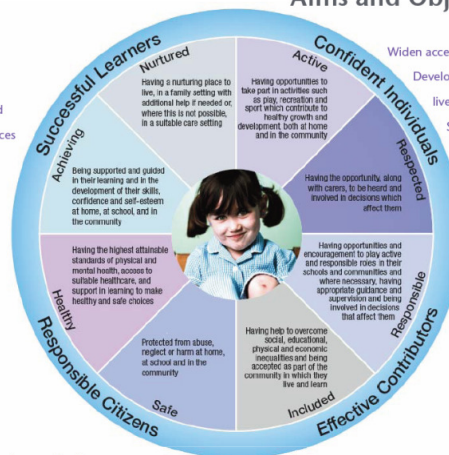 Aims and Obj
Widen acce
Develo
live
S
d
ces
Successful Learners
Confident Individuals
Nurtured
Having a nurturing place to
live, in a family setting with
additional help if needed or,
where this is not possible,
in a suitable care setting
Active
Having opportunities to
take part in activities such
as play, recreation and
sport which contribute to
healthy growth and
development, both at home
and in the community
Achieving
Being supported and guided
in their learning and in the
development of their skills,
confidence and self-esteem
at home, at school, and in
the community
Respected
Having the opportunity, along
with carers, to be heard and
involved in decisions which
affect them
Healthy
Having the highest attainable
standards of physical and
mental health, access to
suitable healthcare, and
support in learning to make
healthy and safe choices
Responsible
Having opportunities and
encouragement to play active
and responsible roles in their
schools and communities and
where necessary, having
appropriate guidance and
supervision and being
involved in decisions
that affect them
Safe
Protected from abuse,
neglect or harm at home,
at school and in the
community
Included
Having help to overcome
social, educational,
physical and economic
inequalities and being
accepted as part of the
community in which they
live and learn
Responsible Citizens
Effective Contributors